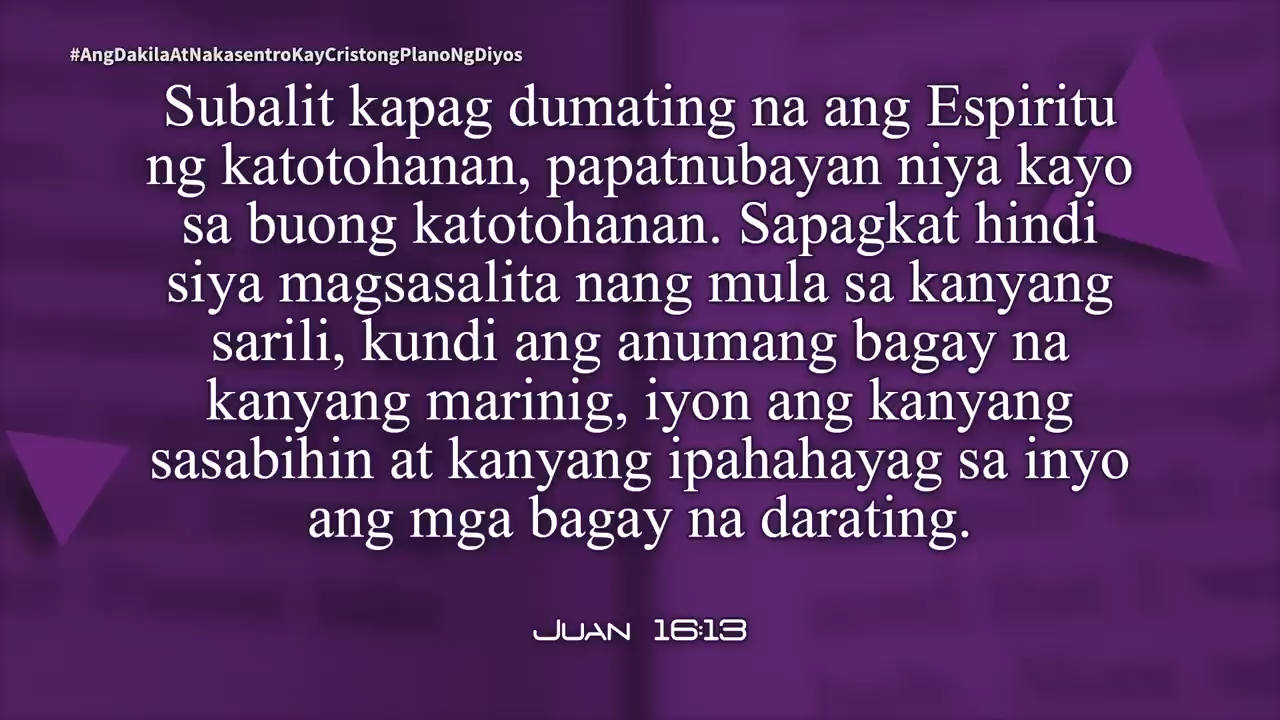 #AngDakilaAtNakasentroKayCristongPlanoNgDiyos
Subalit kapag dumating na ang Espiritu
ng katotohanan, papatnubayan niya kayo
sa buong katotohanan. Sapagkat hindi
siya magsasalita nang mula sa kanyang
sarili, kundi ang anumang bagay na
kanyang marinig, iyon ang kanyang
sasabihin at kanyang ipahahayag sa inyo
ang mga bagay na darating.
Juan 16:13